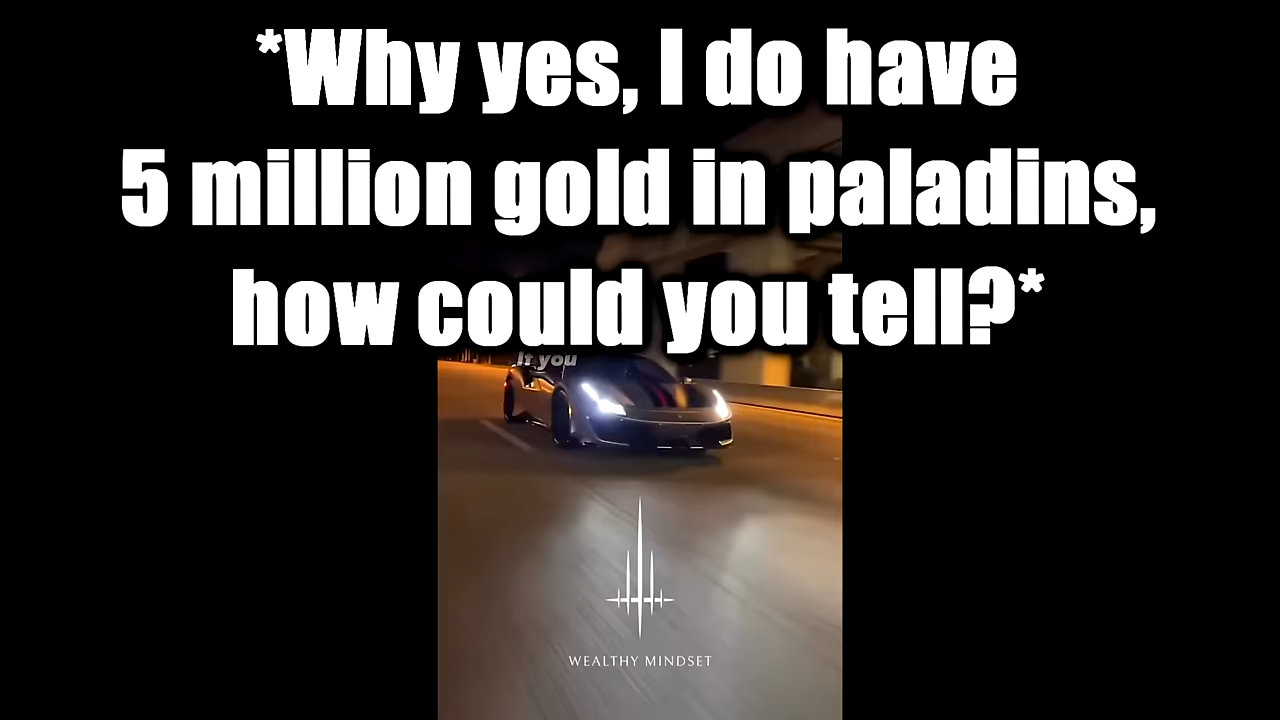 *Why yes, I do have
5 million gold in paladins,
how could you tell?*
If you
WEALTHY MINDSET